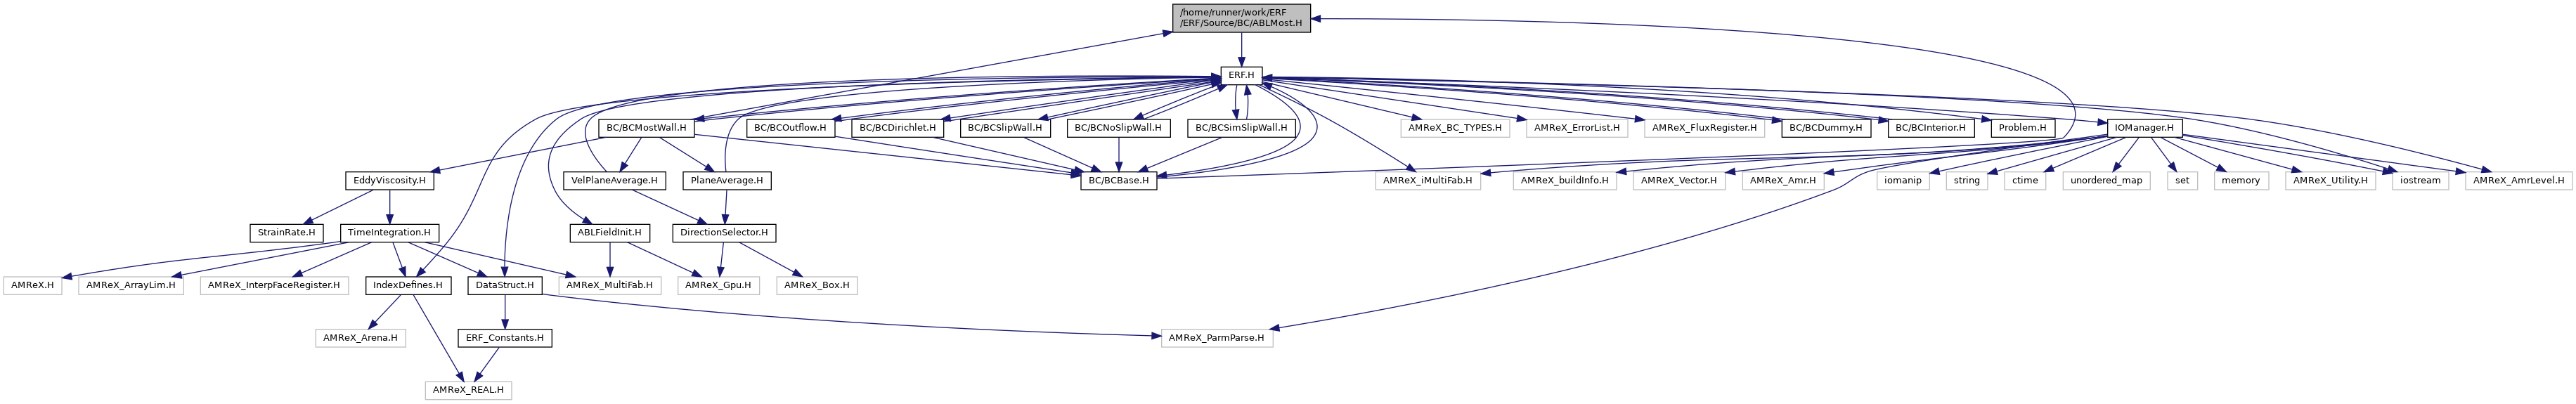 /home/runner/work/ERF
/ERF/Source/BC/ABLMost.H
ERF.H
BC/BCMostWall.H
BC/BCOutflow.H
BC/BCDirichlet.H
BC/BCSlipWall.H
BC/BCNoSlipWall.H
BC/BCSimSlipWall.H
AMReX_BC_TYPES.H
AMReX_ErrorList.H
AMReX_FluxRegister.H
BC/BCDummy.H
BC/BCInterior.H
Problem.H
IOManager.H
EddyViscosity.H
VelPlaneAverage.H
PlaneAverage.H
BC/BCBase.H
AMReX_iMultiFab.H
AMReX_buildInfo.H
AMReX_Vector.H
AMReX_Amr.H
iomanip
string
ctime
unordered_map
set
memory
AMReX_Utility.H
iostream
AMReX_AmrLevel.H
StrainRate.H
TimeIntegration.H
ABLFieldInit.H
DirectionSelector.H
AMReX.H
AMReX_ArrayLim.H
AMReX_InterpFaceRegister.H
IndexDefines.H
DataStruct.H
AMReX_MultiFab.H
AMReX_Gpu.H
AMReX_Box.H
AMReX_Arena.H
ERF_Constants.H
AMReX_ParmParse.H
AMReX_REAL.H